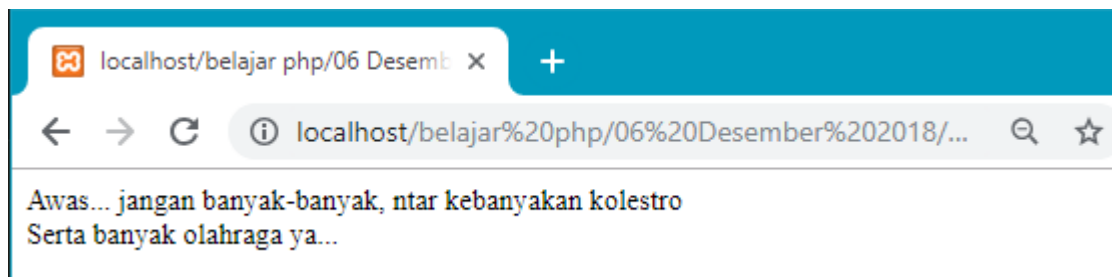 localhost/belajar php/06 Desemb
localhost/belajar%20php/06%20Desember%202018/...
Awas... jangan banyak-banyak, ntar kebanyakan kolestro
Serta banyak olahraga ya...